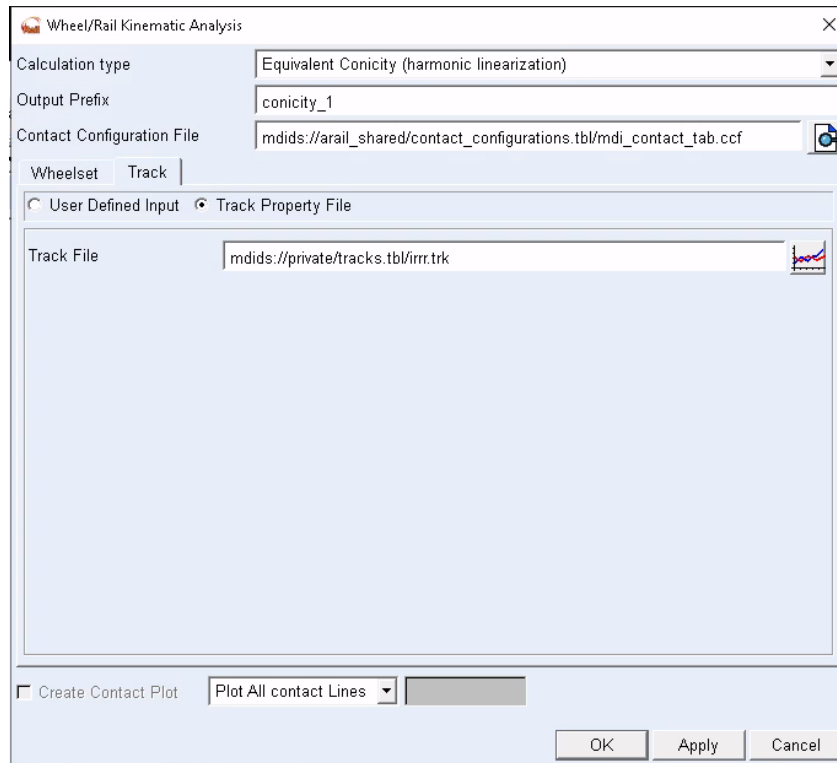 Wheel/Rail Kinematic Analysis
Calculation type Equivalent Conicity (harmonic linearization)
Output Prefix conicity_1
Contact Configuration File mdids://arail_shared/contact_configurations.tbl/mdi_contact_tab.ccf
Wheelset Track
User Defined Input Track Property File
Track File mdids://private/tracks.tbl/irrr.trk
Create Contact Plot Plot All contact Lines
OK Apply Cancel